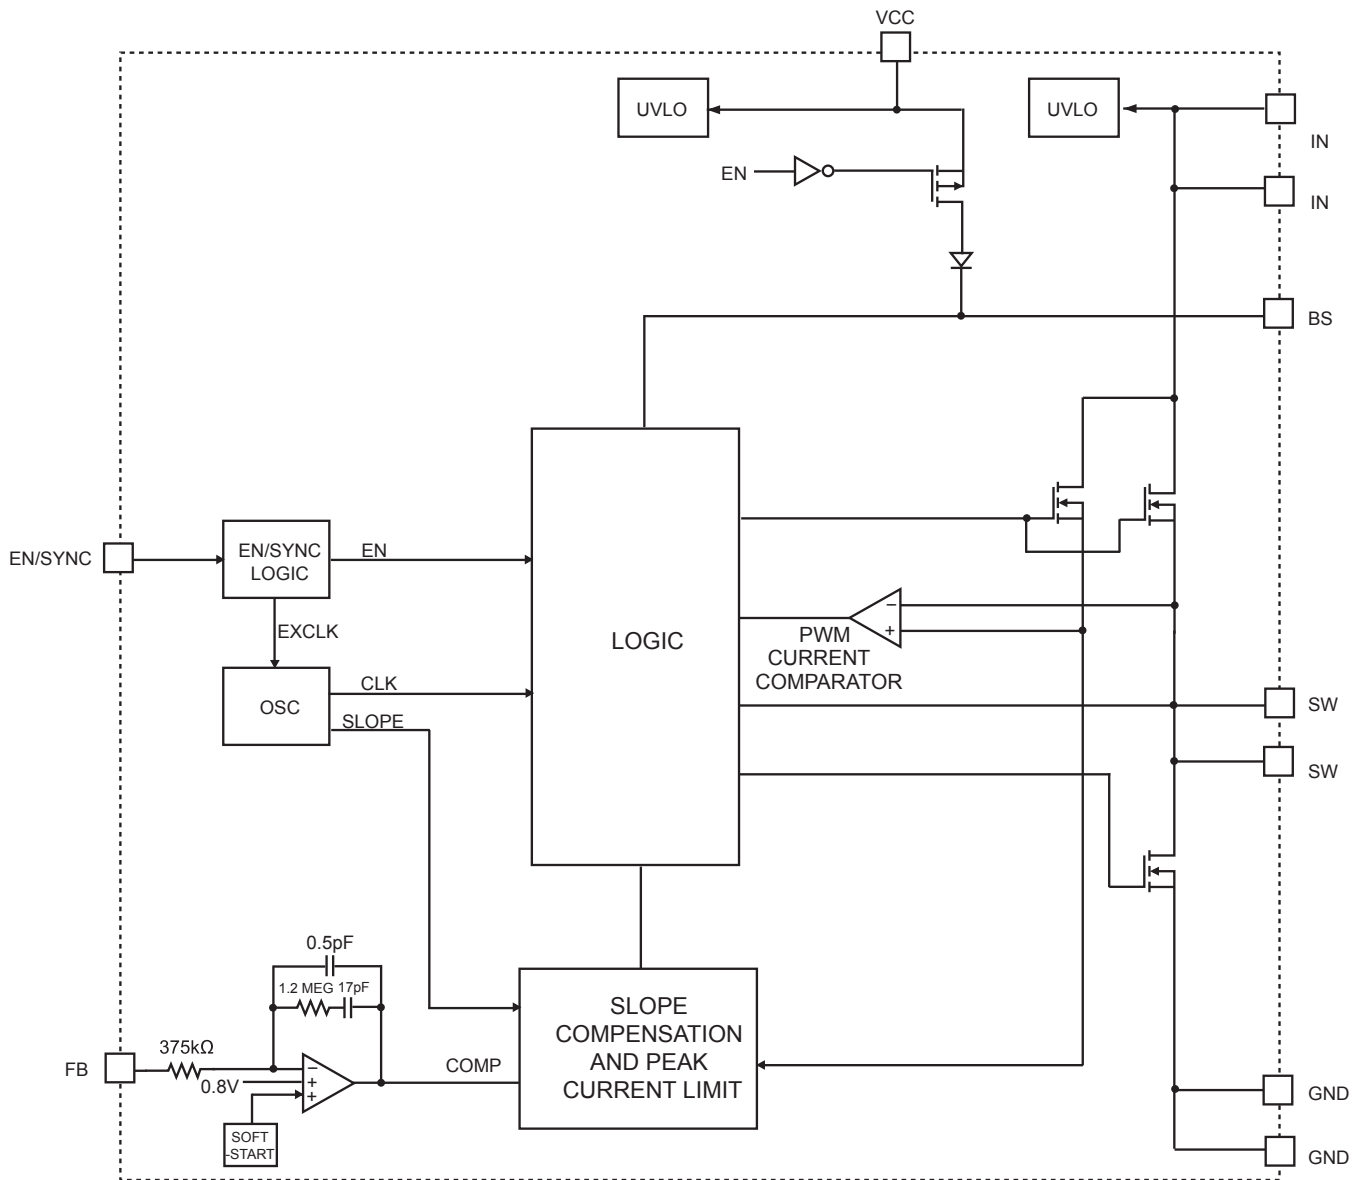 VCC
UVLO
UVLO
IN
EN
IN
BS
EN/SYNC
EN/SYNC
LOGIC
EN
EXCLK
OSC
CLK
SLOPE
LOGIC
−
+
PWM
CURRENT
COMPARATOR
SW
SW
0.5pF
1.2 MEG 17pF
375kΩ
FB
0.8V
−
+
+
SOFT
-START
COMP
SLOPE
COMPENSATION
AND PEAK
CURRENT LIMIT
GND
GND